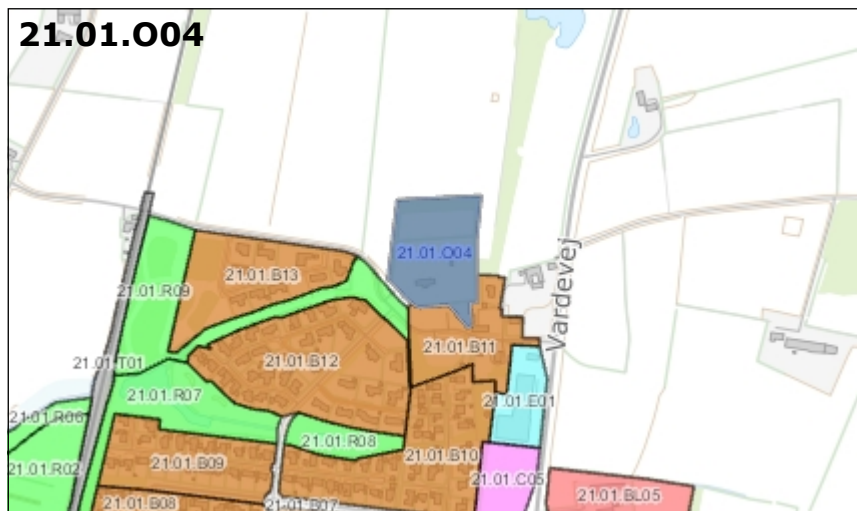 21.01.O04
21.01.O04
Vardevej
21.01.B13
21.01.R09
21.01.B11
21.01.T01
21.01.B12
21.01.R07
21.01.E01
21.01.R06
21.01.R08
21.01.B10
21.01.R02
21.01.B09
21.01.C05
21.01.B08
21.01.B07
21.01.BL05